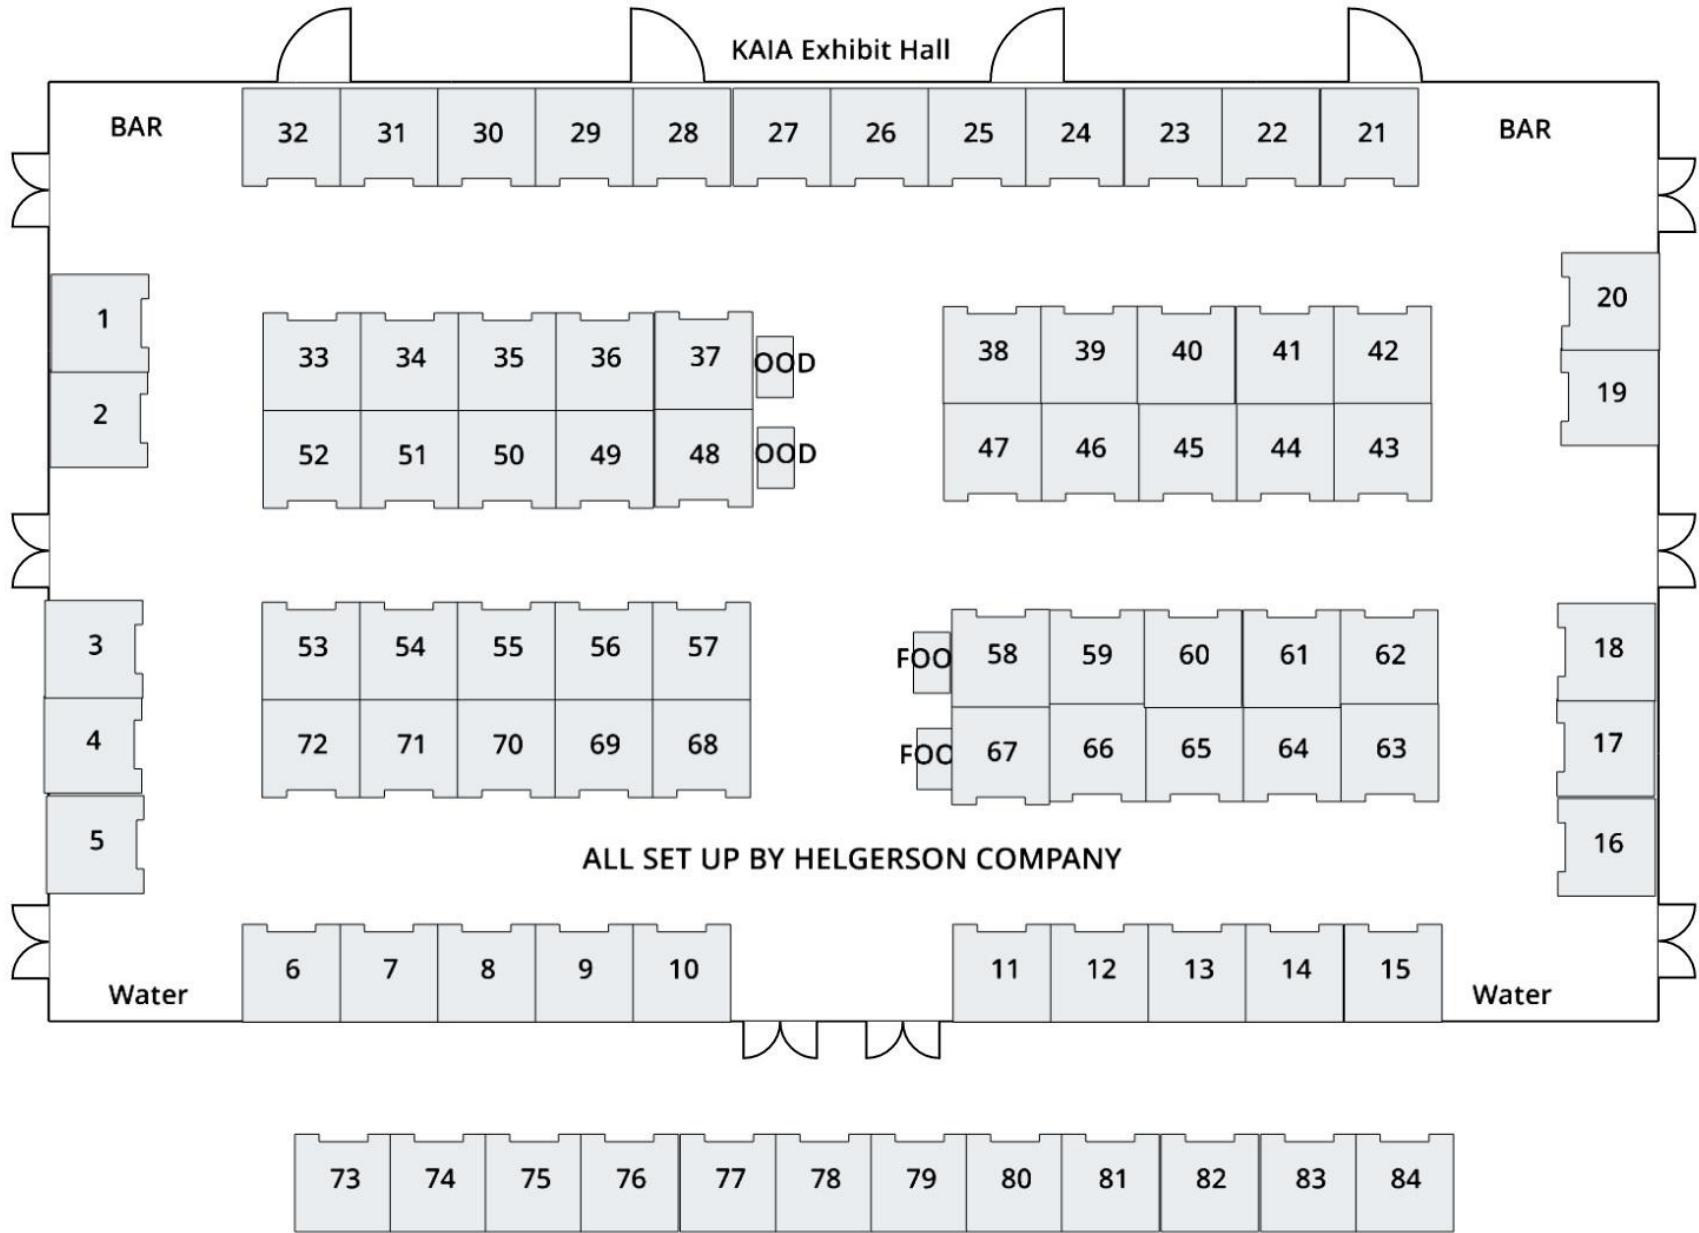 KAIA Exhibit Hall
BAR
BAR
32 31 30 29 28 27 26 25 24 23 22 21
1
20
33 34 35 36 37 OOD 38 39 40 41 42
2
19
52 51 50 49 48 OOD 47 46 45 44 43
3
53 54 55 56 57 FOO 58 59 60 61 62
18
4
72 71 70 69 68 FOO 67 66 65 64 63
17
5
16
ALL SET UP BY HELGERSON COMPANY
6 7 8 9 10 11 12 13 14 15
Water
Water
73 74 75 76 77 78 79 80 81 82 83 84